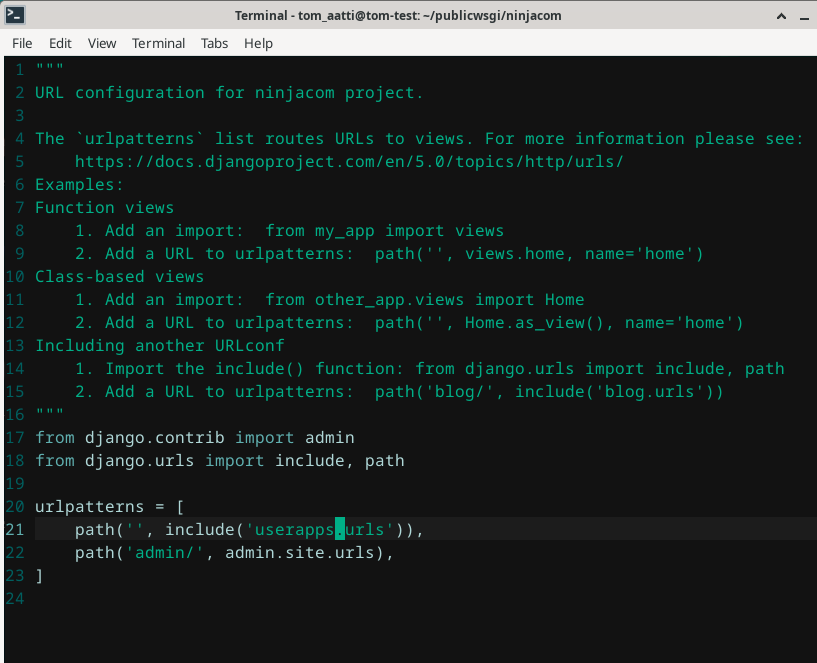 Terminal - tom_aatti@tom-test: ~/publicwsgi/ninjacom
File Edit View Terminal Tabs Help
1 """
2 URL configuration for ninjacom project.
3
4 The `urlpatterns` list routes URLs to views. For more information please see:
5     https://docs.djangoproject.com/en/5.0/topics/http/urls/
6 Examples:
7 Function views
8     1. Add an import:  from my_app import views
9     2. Add a URL to urlpatterns:  path('', views.home, name='home')
10 Class-based views
11     1. Add an import:  from other_app.views import Home
12     2. Add a URL to urlpatterns:  path('', Home.as_view(), name='home')
13 Including another URLconf
14     1. Import the include() function: from django.urls import include, path
15     2. Add a URL to urlpatterns:  path('blog/', include('blog.urls'))
16 """
17 from django.contrib import admin
18 from django.urls import include, path
19
20 urlpatterns = [
21     path('', include('userapps.urls')),
22     path('admin/', admin.site.urls),
23 ]
24